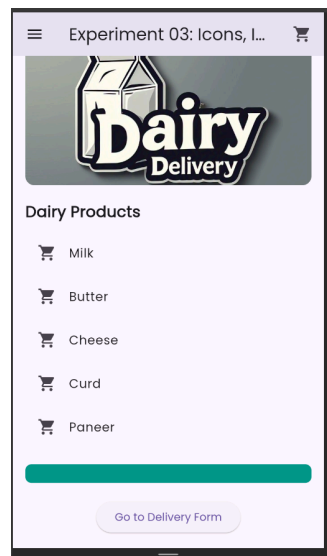 Experiment 03: Icons, I...
Dairy
Delivery
Dairy Products
Milk
Butter
Cheese
Curd
Paneer
Go to Delivery Form